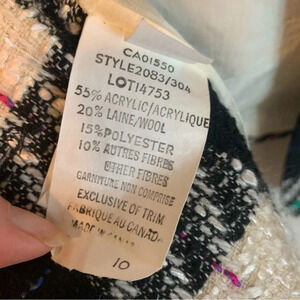 CA01550
STYLE2083/304
LOT14753
55% ACRYLIC/ACRYLIQUE
20% LAINE/WOOL
15% POLYESTER
10% AUTRES FIBRES
OTHER FIBRES
GARNITURE NON COMPRISE
EXCLUSIVE OF TRIM
FABRIQUE AU CANADA
MADE IN CANADA
10